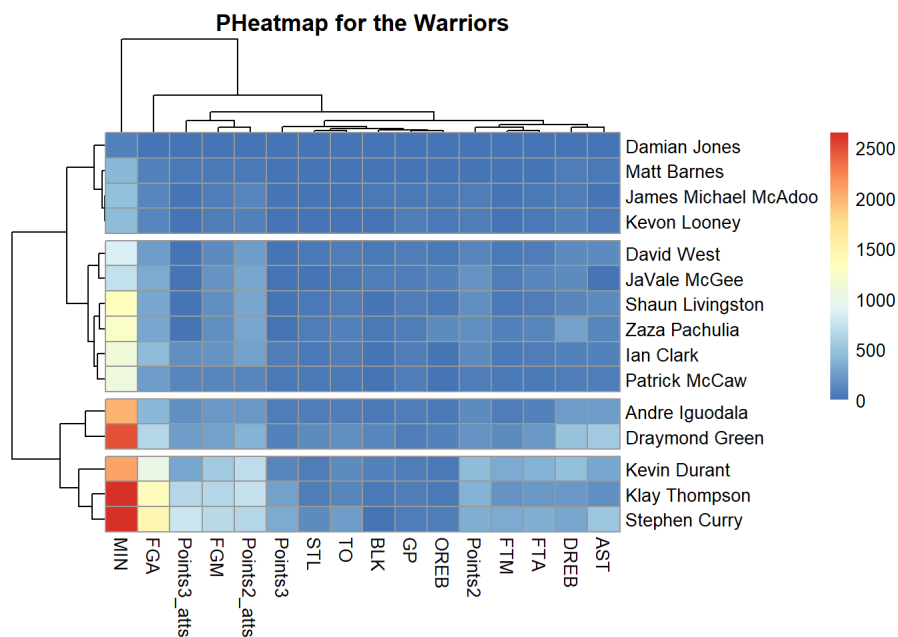 PHeatmap for the Warriors
Damian Jones
Matt Barnes
James Michael McAdoo
Kevon Looney
David West
JaVale McGee
Shaun Livingston
Zaza Pachulia
Ian Clark
Patrick McCaw
Andre Iguodala
Draymond Green
Kevin Durant
Klay Thompson
Stephen Curry
MIN
FGA
Points3_atts
FGM
Points2_atts
Points3
STL
TO
BLK
GP
OREB
Points2
FTM
FTA
DREB
AST
2500
2000
1500
1000
500
0